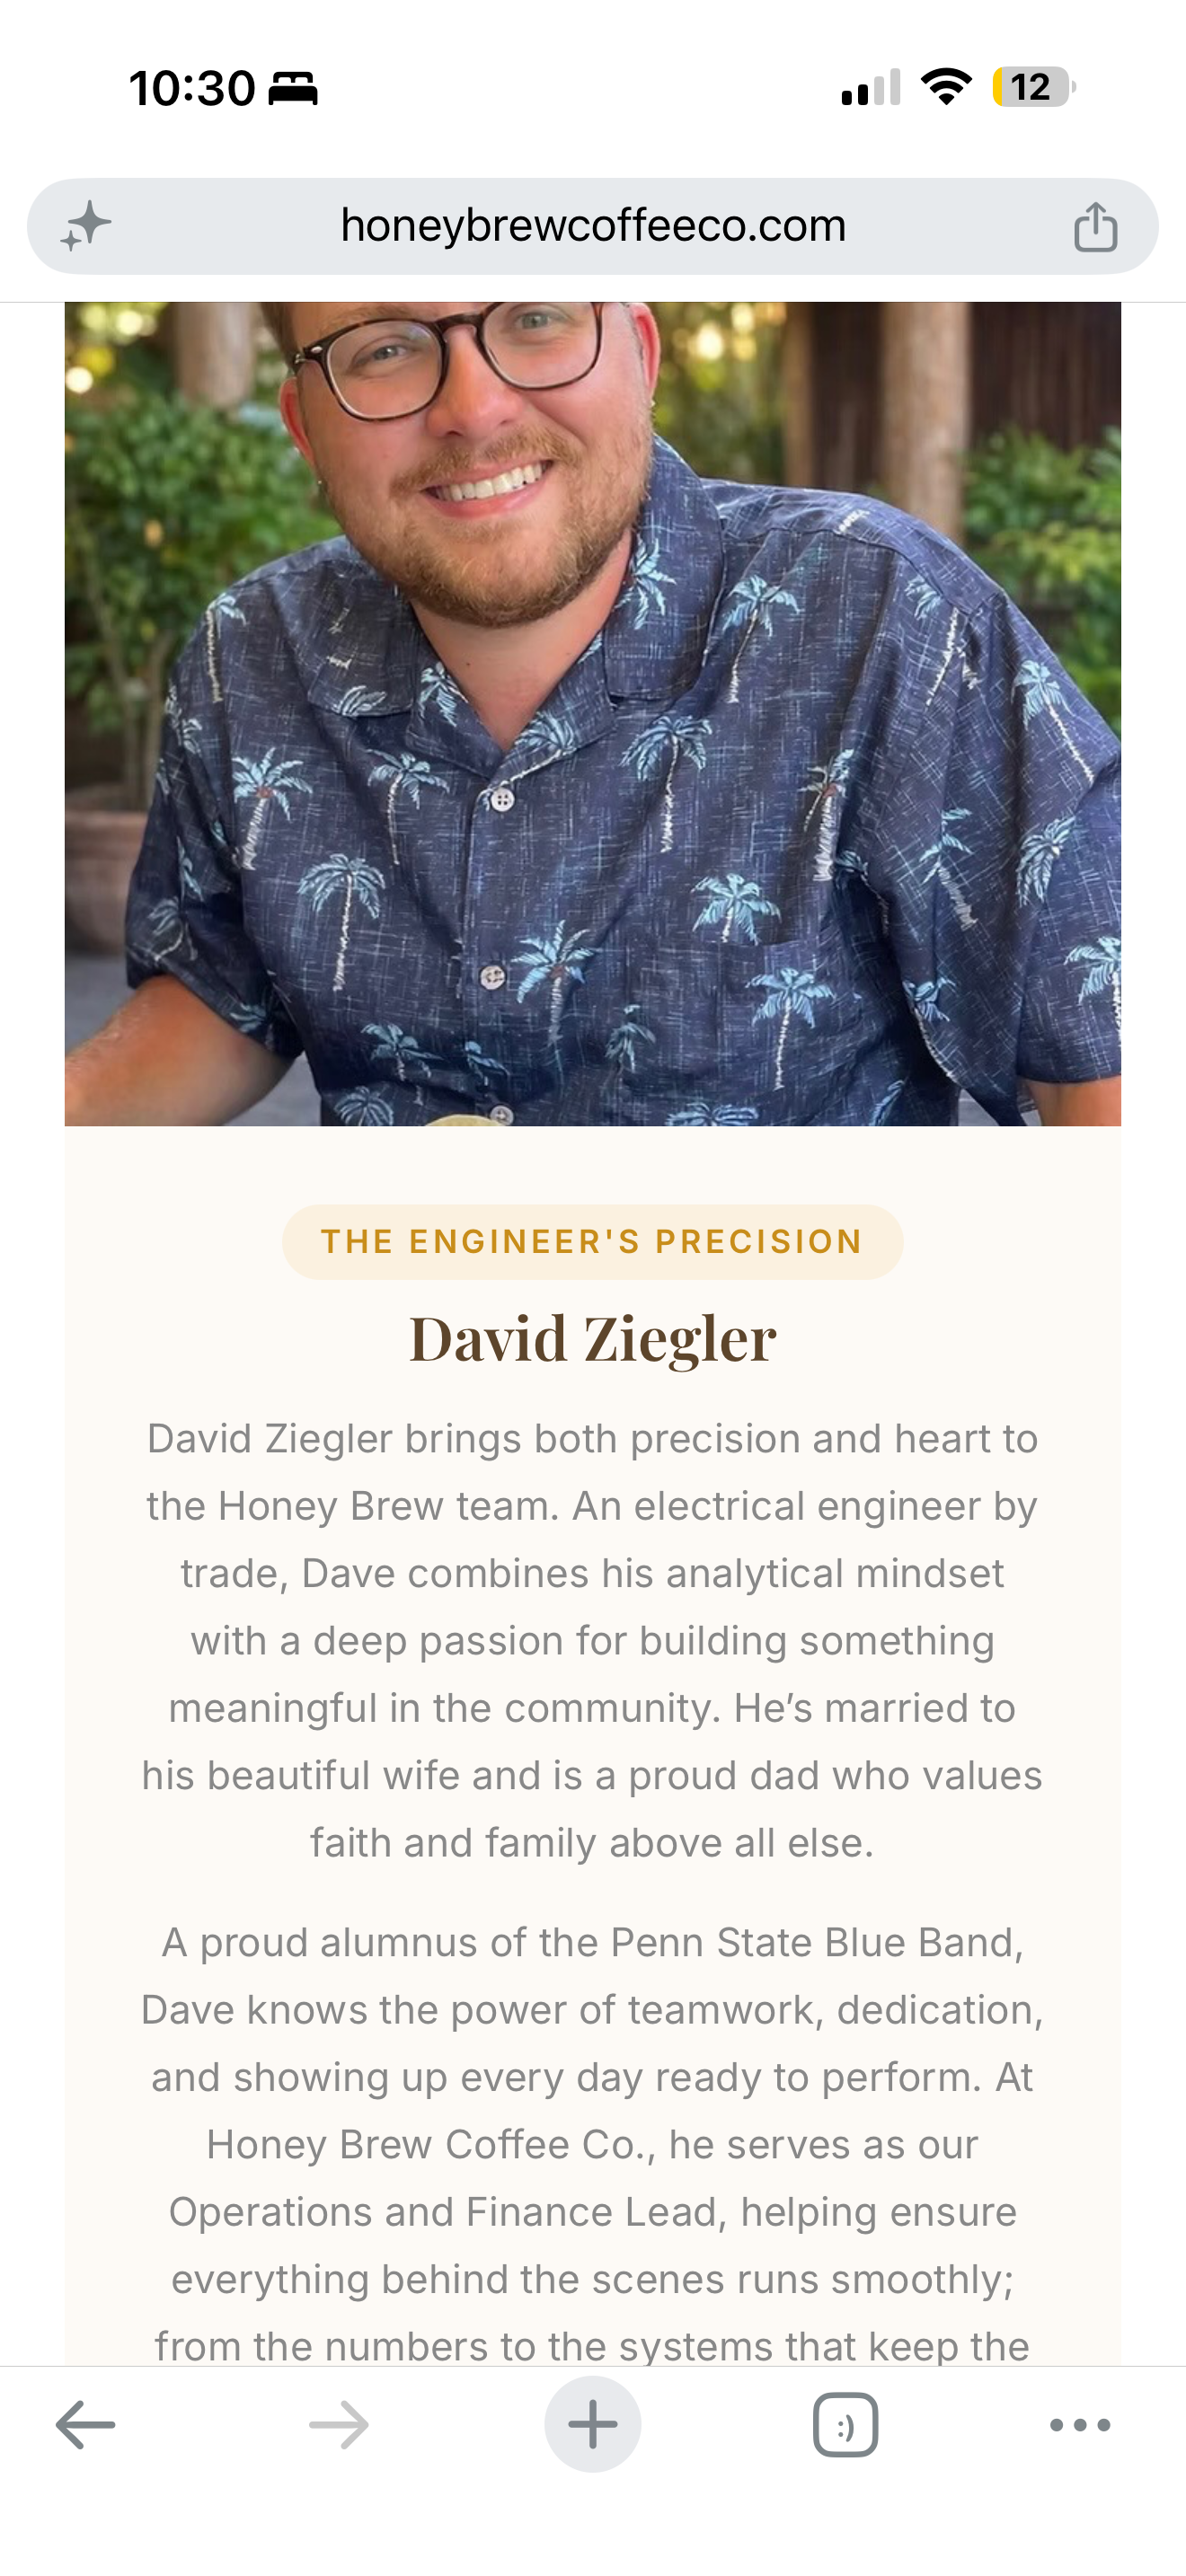 10:30
12
honeybrewcoffeeco.com
THE ENGINEER'S PRECISION
David Ziegler
David Ziegler brings both precision and heart to
the Honey Brew team. An electrical engineer by
trade, Dave combines his analytical mindset
with a deep passion for building something
meaningful in the community. He’s married to
his beautiful wife and is a proud dad who values
faith and family above all else.
A proud alumnus of the Penn State Blue Band,
Dave knows the power of teamwork, dedication,
and showing up every day ready to perform. At
Honey Brew Coffee Co., he serves as our
Operations and Finance Lead, helping ensure
everything behind the scenes runs smoothly;
from the numbers to the systems that keep the
:)